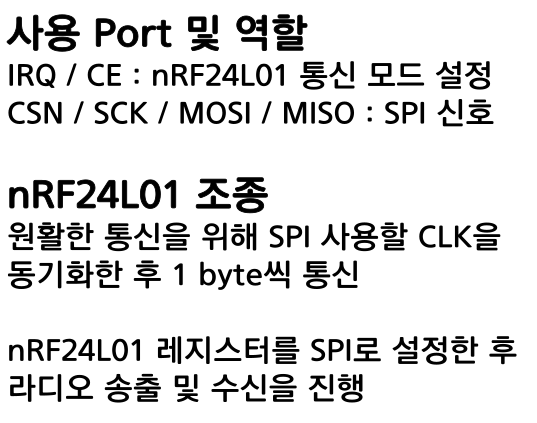 사용 Port 및 역할
IRQ / CE : nRF24L01 통신 모드 설정
CSN / SCK / MOSI / MISO : SPI 신호
nRF24L01 조종
원활한 통신을 위해 SPI 사용할 CLK을
동기화한 후 1 byte씩 통신
nRF24L01 레지스터를 SPI로 설정한 후
라디오 송출 및 수신을 진행